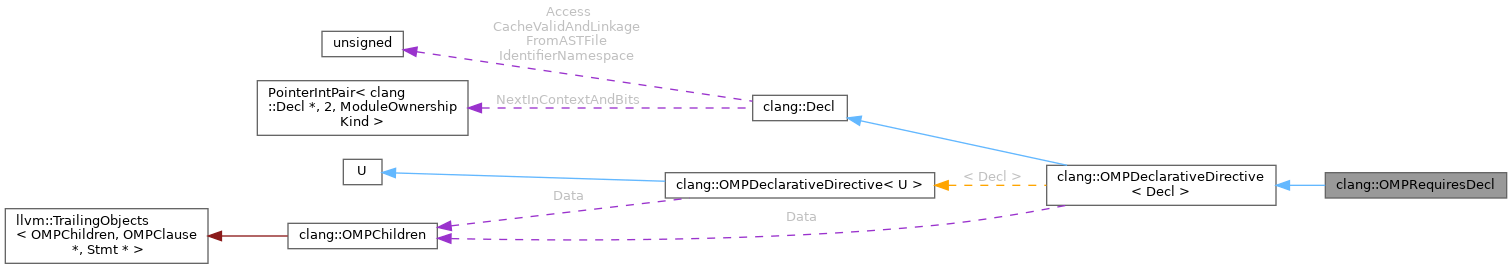 Access
CacheValidAndLinkage
FromASTFile
IdentifierNamespace
unsigned
PointerIntPair< clang
::Decl *, 2, ModuleOwnership
Kind >
NextInContextAndBits
clang::Decl
U
clang::OMPDeclarativeDirective< U >
< Decl >
clang::OMPDeclarativeDirective
< Decl >
clang::OMPRequiresDecl
Data
Data
llvm::TrailingObjects
< OMPChildren, OMPClause
*, Stmt * >
clang::OMPChildren